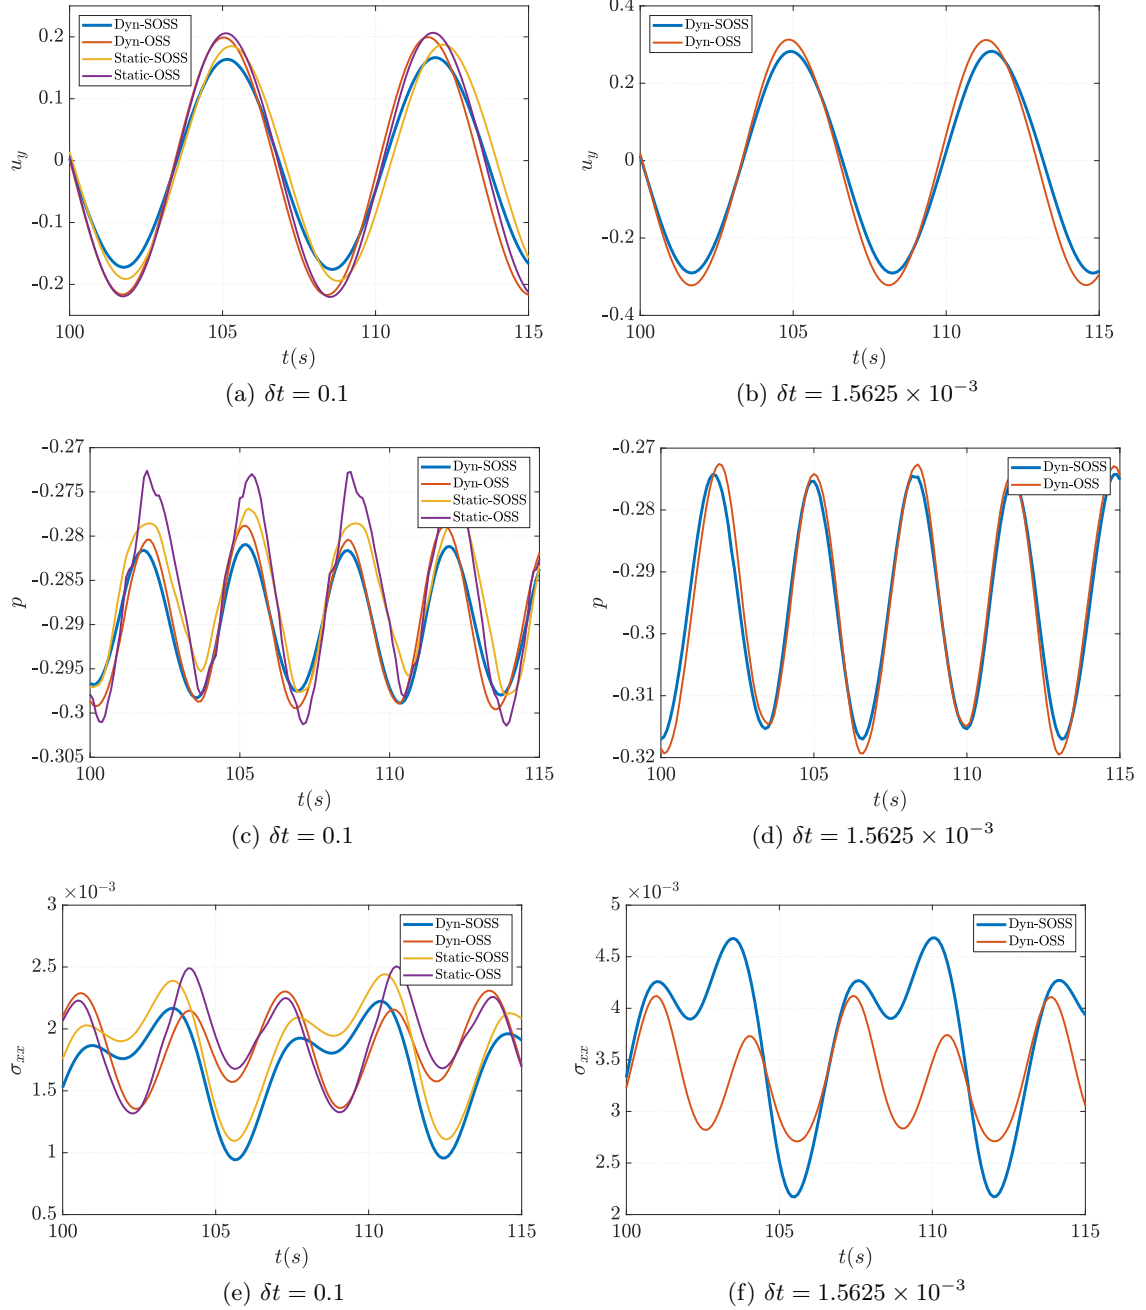 0.2
0.1
0
-0.1
-0.2
u_y
Dyn-SOSS
Dyn-OSS
Static-SOSS
Static-OSS
100
105
110
115
t(s)
(a) δt = 0.1
0.4
0.2
0
-0.2
-0.4
u_y
Dyn-SOSS
Dyn-OSS
100
105
110
115
t(s)
(b) δt = 1.5625 × 10⁻³
-0.27
-0.275
-0.28
-0.285
-0.29
-0.295
-0.3
-0.305
p
Dyn-SOSS
Dyn-OSS
Static-SOSS
Static-OSS
100
105
110
115
t(s)
(c) δt = 0.1
-0.27
-0.28
-0.29
-0.3
-0.31
-0.32
p
Dyn-SOSS
Dyn-OSS
100
105
110
115
t(s)
(d) δt = 1.5625 × 10⁻³
×10⁻³
3
2.5
2
1.5
1
0.5
σ_xx
Dyn-SOSS
Dyn-OSS
Static-SOSS
Static-OSS
100
105
110
115
t(s)
(e) δt = 0.1
×10⁻³
5
4.5
4
3.5
3
2.5
2
σ_xx
Dyn-SOSS
Dyn-OSS
100
105
110
115
t(s)
(f) δt = 1.5625 × 10⁻³